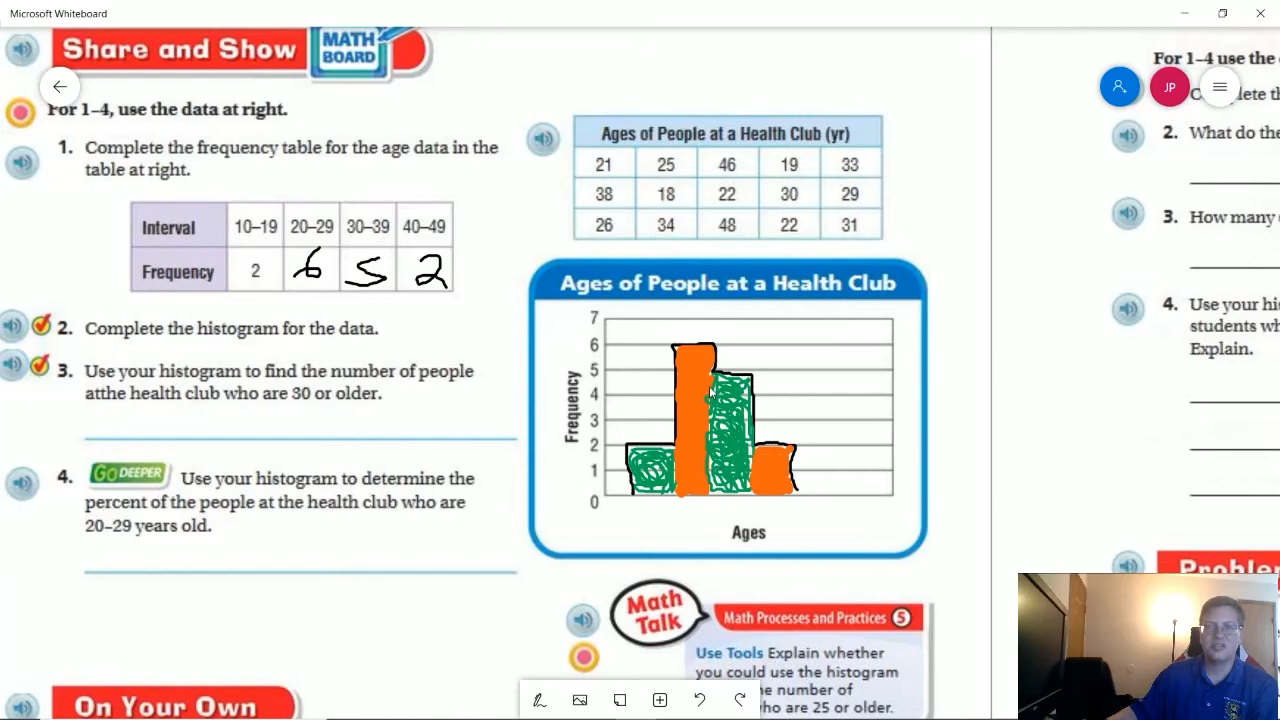 Microsoft Whiteboard
Share and Show
MATH
BOARD
For 1–4, use the data at right.
1. Complete the frequency table for the age data in the
table at right.
Interval 10–19 20–29 30–39 40–49
Frequency 2 6 5 2
2. Complete the histogram for the data.
3. Use your histogram to find the number of people
atthe health club who are 30 or older.
4. GO DEEPER Use your histogram to determine the
percent of the people at the health club who are
20–29 years old.
On Your Own
Ages of People at a Health Club (yr)
21 25 46 19 33
38 18 22 30 29
26 34 48 22 31
Ages of People at a Health Club
7
6
5
4
3
2
1
0
Frequency
Ages
Math
Talk
Math Processes and Practices 5
Use Tools Explain whether
you could use the histogram
number of
who are 25 or older.
JP
For 1–4 use the
2. What do the
3. How many
4. Use your
students
Explain.